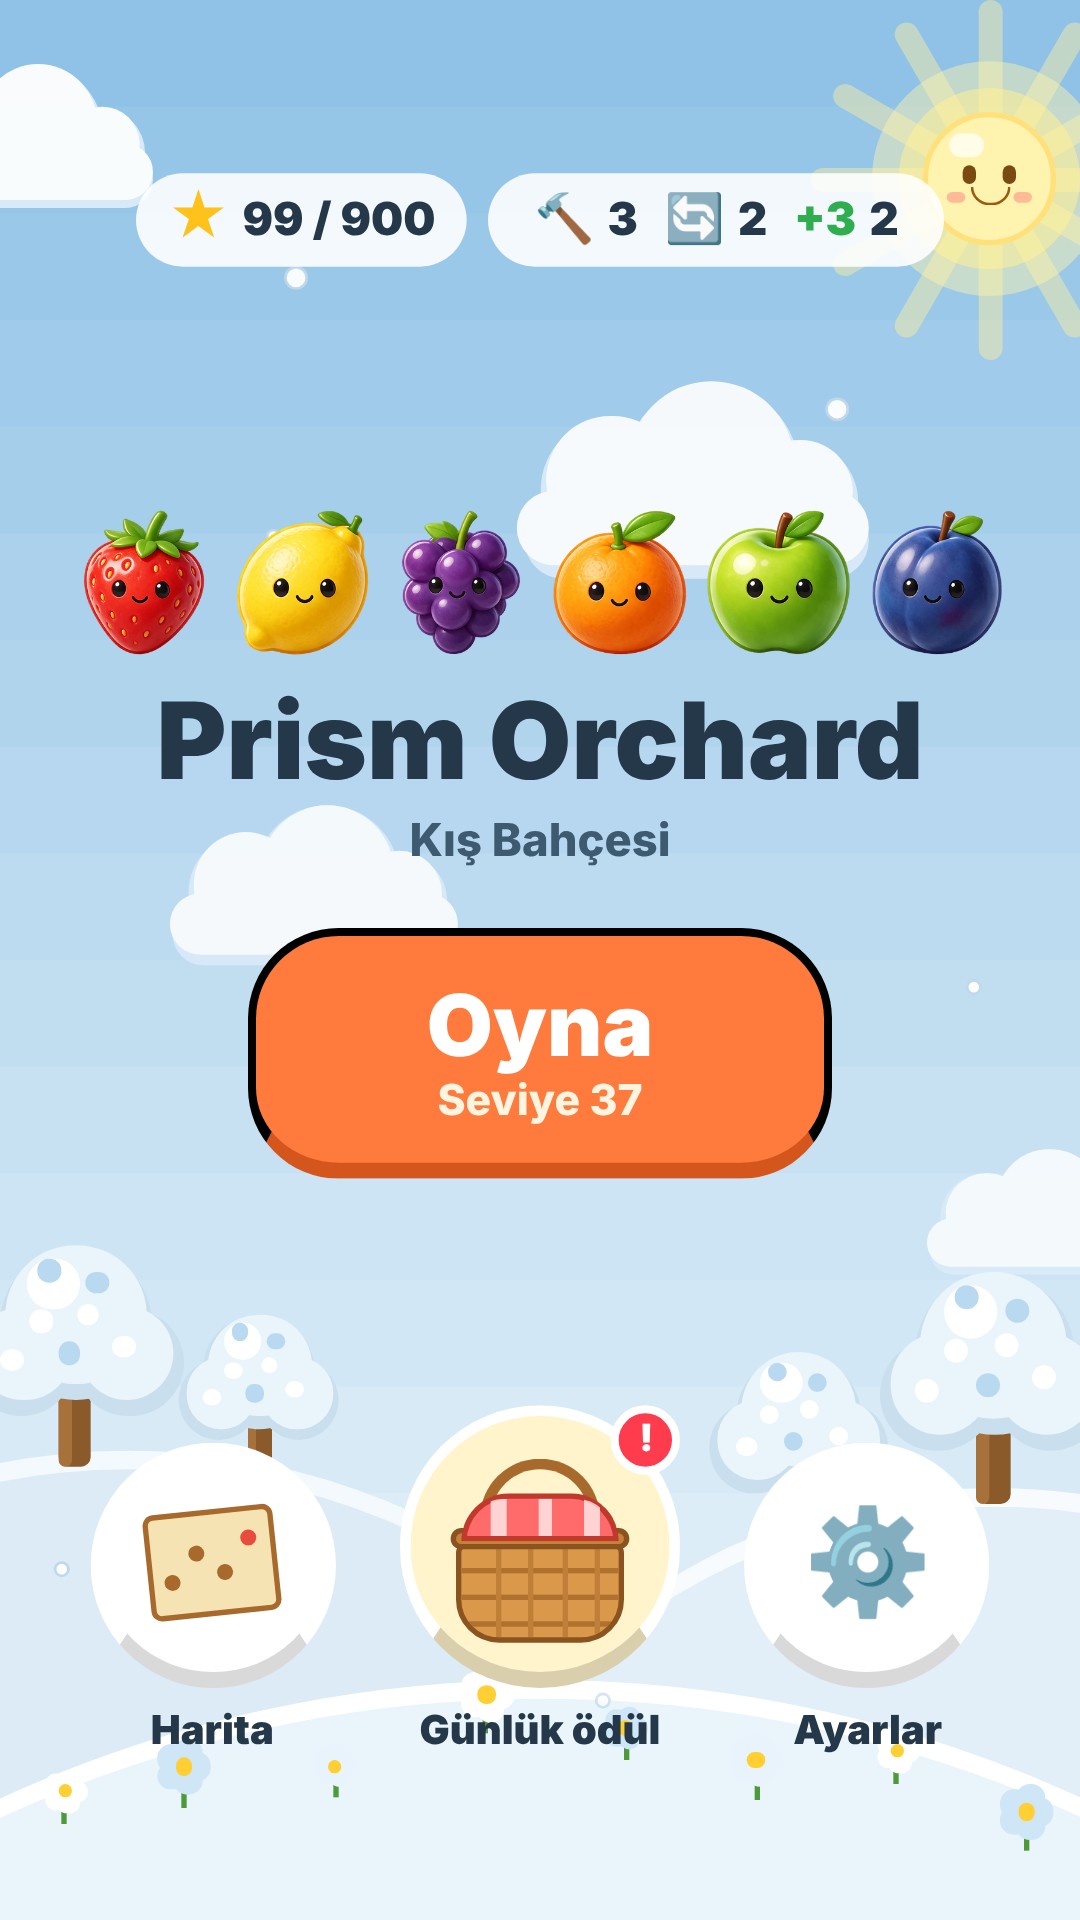 99 / 900
3 2 +3 2
Prism Orchard
Kış Bahçesi
Oyna
Seviye 37
!
Harita
Günlük ödül
Ayarlar